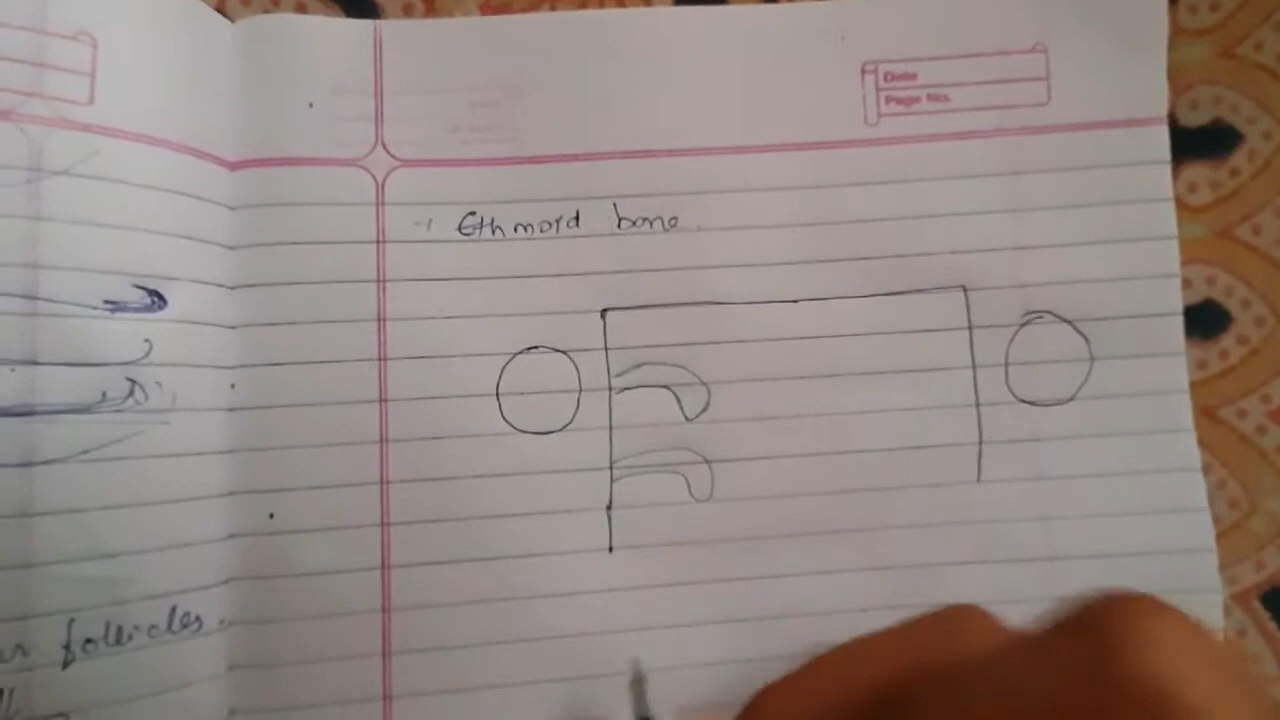 Date
Page No.
→ Ethmoid bone.
follicles.